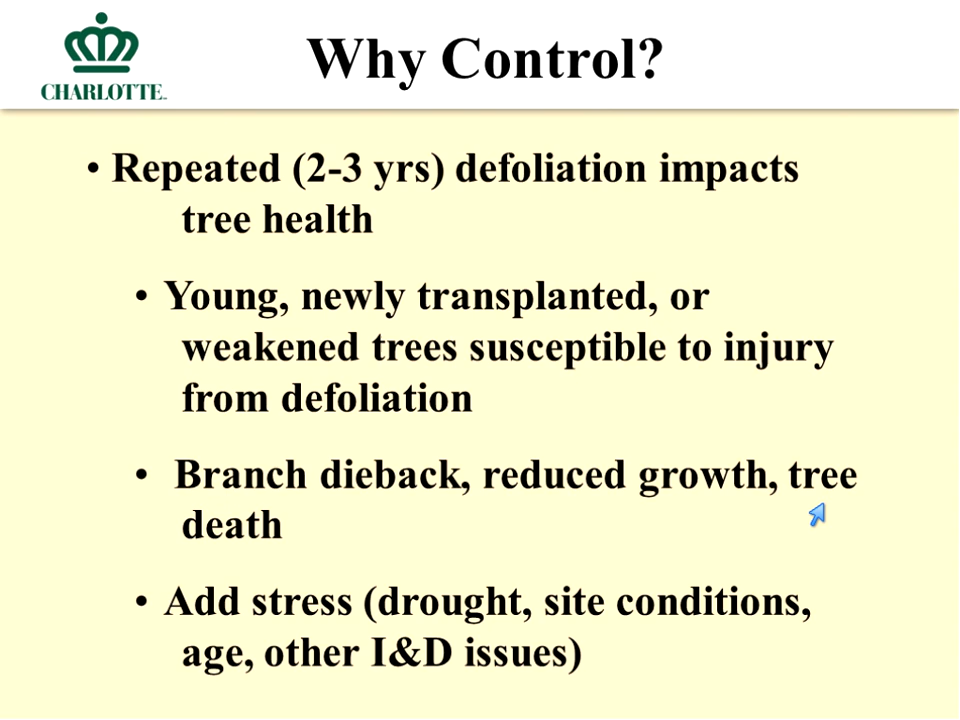 CHARLOTTE™
Why Control?
• Repeated (2-3 yrs) defoliation impacts
tree health
• Young, newly transplanted, or
weakened trees susceptible to injury
from defoliation
• Branch dieback, reduced growth, tree
death
• Add stress (drought, site conditions,
age, other I&D issues)